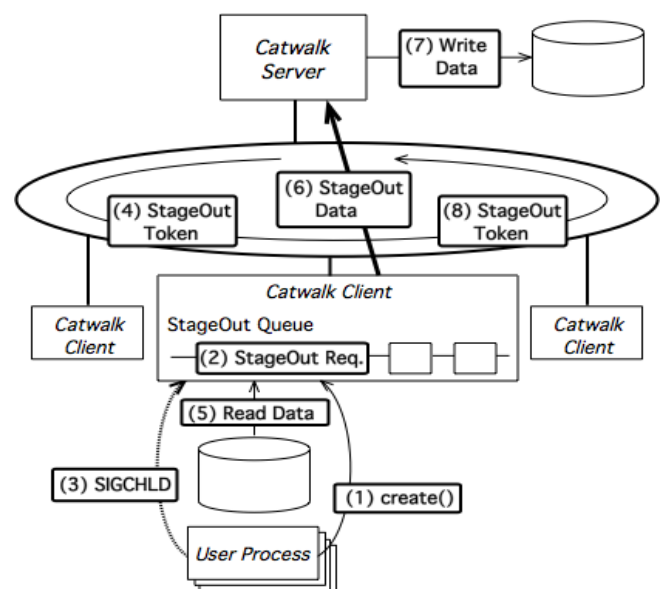 Catwalk
Server
(7) Write
Data
(6) StageOut
Data
(4) StageOut
Token
(8) StageOut
Token
Catwalk
Client
Catwalk Client
StageOut Queue
(2) StageOut Req.
Catwalk
Client
(5) Read Data
(3) SIGCHLD
(1) create()
User Process